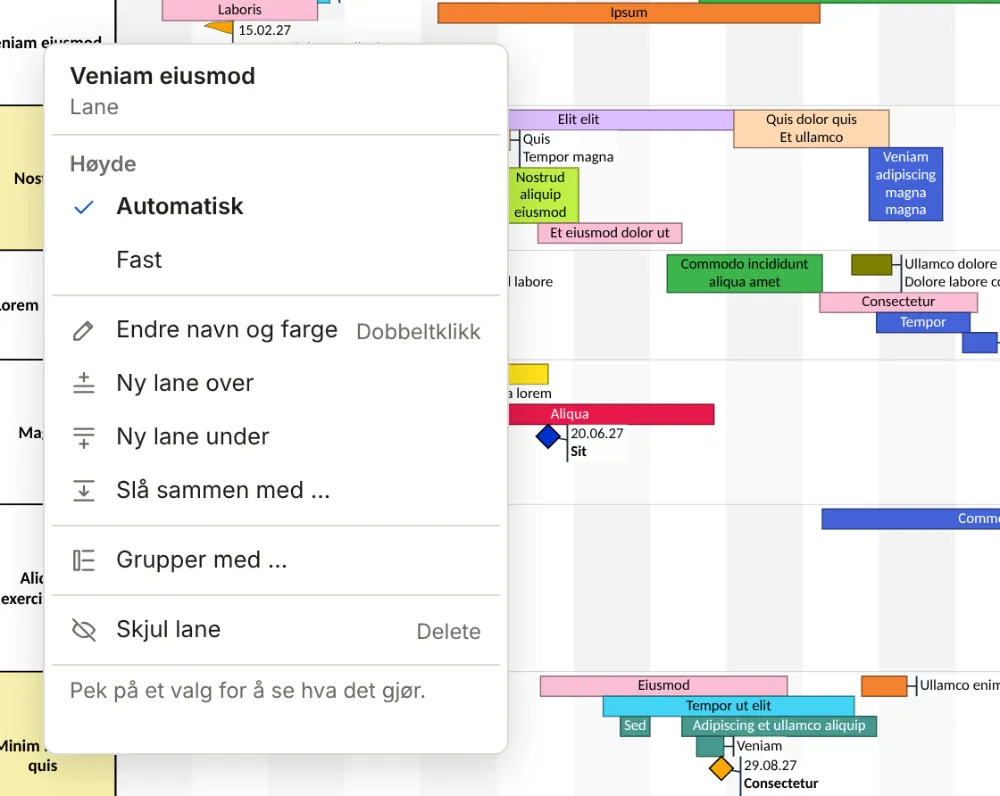 Laboris
Ipsum
15.02.27
Veniam eiusmod
Lane
Høyde
Automatisk
Fast
Endre navn og farge Dobbeltklikk
Ny lane over
Ny lane under
Slå sammen med ...
Grupper med ...
Skjul lane Delete
Pek på et valg for å se hva det gjør.
Elit elit
Quis dolor quis
Et ullamco
Quis
Tempor magna
Veniam
adipiscing
magna
magna
Nostrud
aliquip
eiusmod
Et eiusmod dolor ut
labore
Commodo incididunt
aliqua amet
Ullamco dolore
Dolore labore
Consectetur
Tempor
lorem
Aliqua
20.06.27
Sit
Eiusmod
Ullamco
Tempor ut elit
Sed
Adipiscing et ullamco aliquip
Veniam
29.08.27
Consectetur
quis